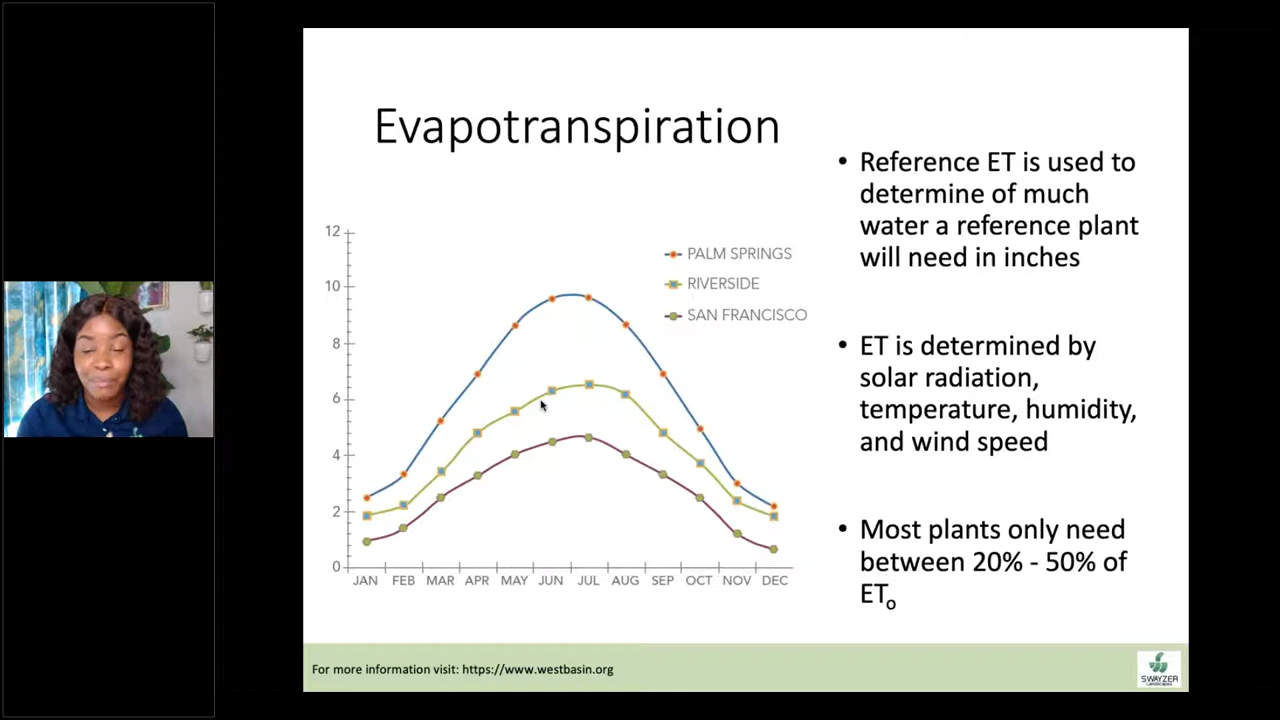 Evapotranspiration
12
10
8
6
4
2
0
JAN FEB MAR APR MAY JUN JUL AUG SEP OCT NOV DEC
PALM SPRINGS
RIVERSIDE
SAN FRANCISCO
• Reference ET is used to
determine of much
water a reference plant
will need in inches
• ET is determined by
solar radiation,
temperature, humidity,
and wind speed
• Most plants only need
between 20% - 50% of
ETo
For more information visit: https://www.westbasin.org
SWAYZER
LANDSCAPES